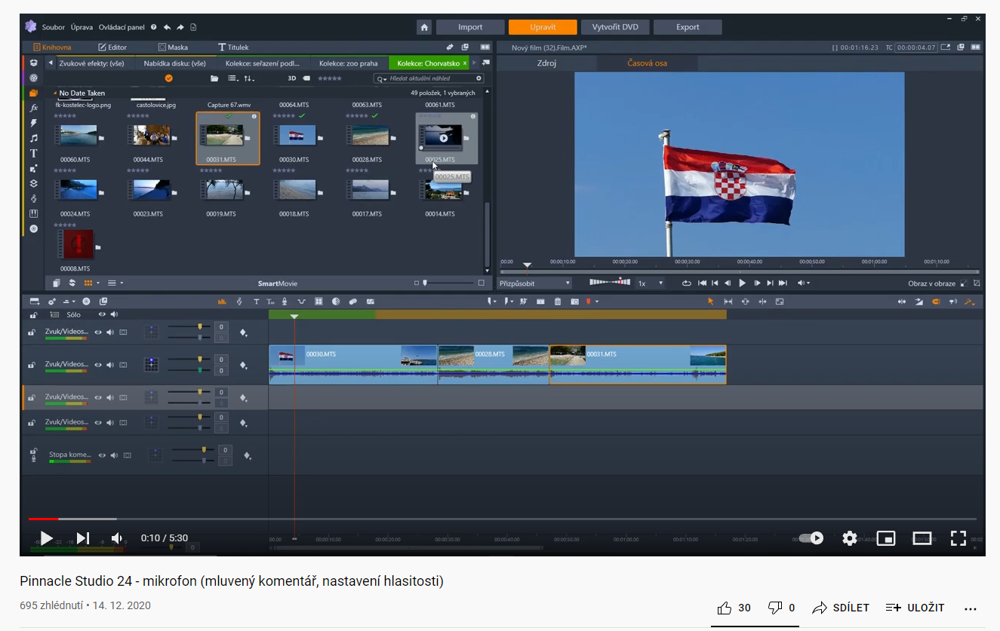 Soubor Úprava Ovládací panel
Import Upravit Vytvořit DVD Export
Knihovna Editor Maska Titulek
Nový film (32).Film.AXP* [] 00:01:16.23 TC 00:00:04.07
Zvukové efekty: (vše) Nabídka disku: (vše) Kolekce: seřazení podl... Kolekce: zoo praha Kolekce: Chorvatsko x
Zdroj Časová osa
3D Hledat aktuální náhled
No Date Taken 49 položek, 1 vybraných
fk-kostelec-logo.png castolovice.jpg Capture 67.wmv 00064.MTS 00063.MTS 00061.MTS
00060.MTS 00044.MTS 00031.MTS 00030.MTS 00028.MTS 00025.MTS
00025.MTS
00024.MTS 00023.MTS 00019.MTS 00018.MTS 00017.MTS 00014.MTS
00008.MTS
:00.00 00:00:10.00 00:00:20.00 00:00:30.00 00:00:40.00 00:00:50.00 00:01:00.00 00:01:10.00
SmartMovie
Přizpůsobit 1x Obraz v obraze
Sólo
Zvuk/Videos... 0 0
Zvuk/Videos... 0 0
00030.MTS 00028.MTS 00031.MTS
Zvuk/Videos... 0 0
Zvuk/Videos... 0 0
Stopa kome... 0 0
0:10 / 5:30
-60 -22 -16 -6 0
0
:00.00 00:00:10.00 00:00:20.00 00:00:30.00 00:00:40.00 00:00:50.00 00:01:00.00 00:01:10.00 00:01:20.00
Pinnacle Studio 24 - mikrofon (mluvený komentář, nastavení hlasitosti)
695 zhlédnutí • 14. 12. 2020
30 0 SDÍLET ULOŽIT ...